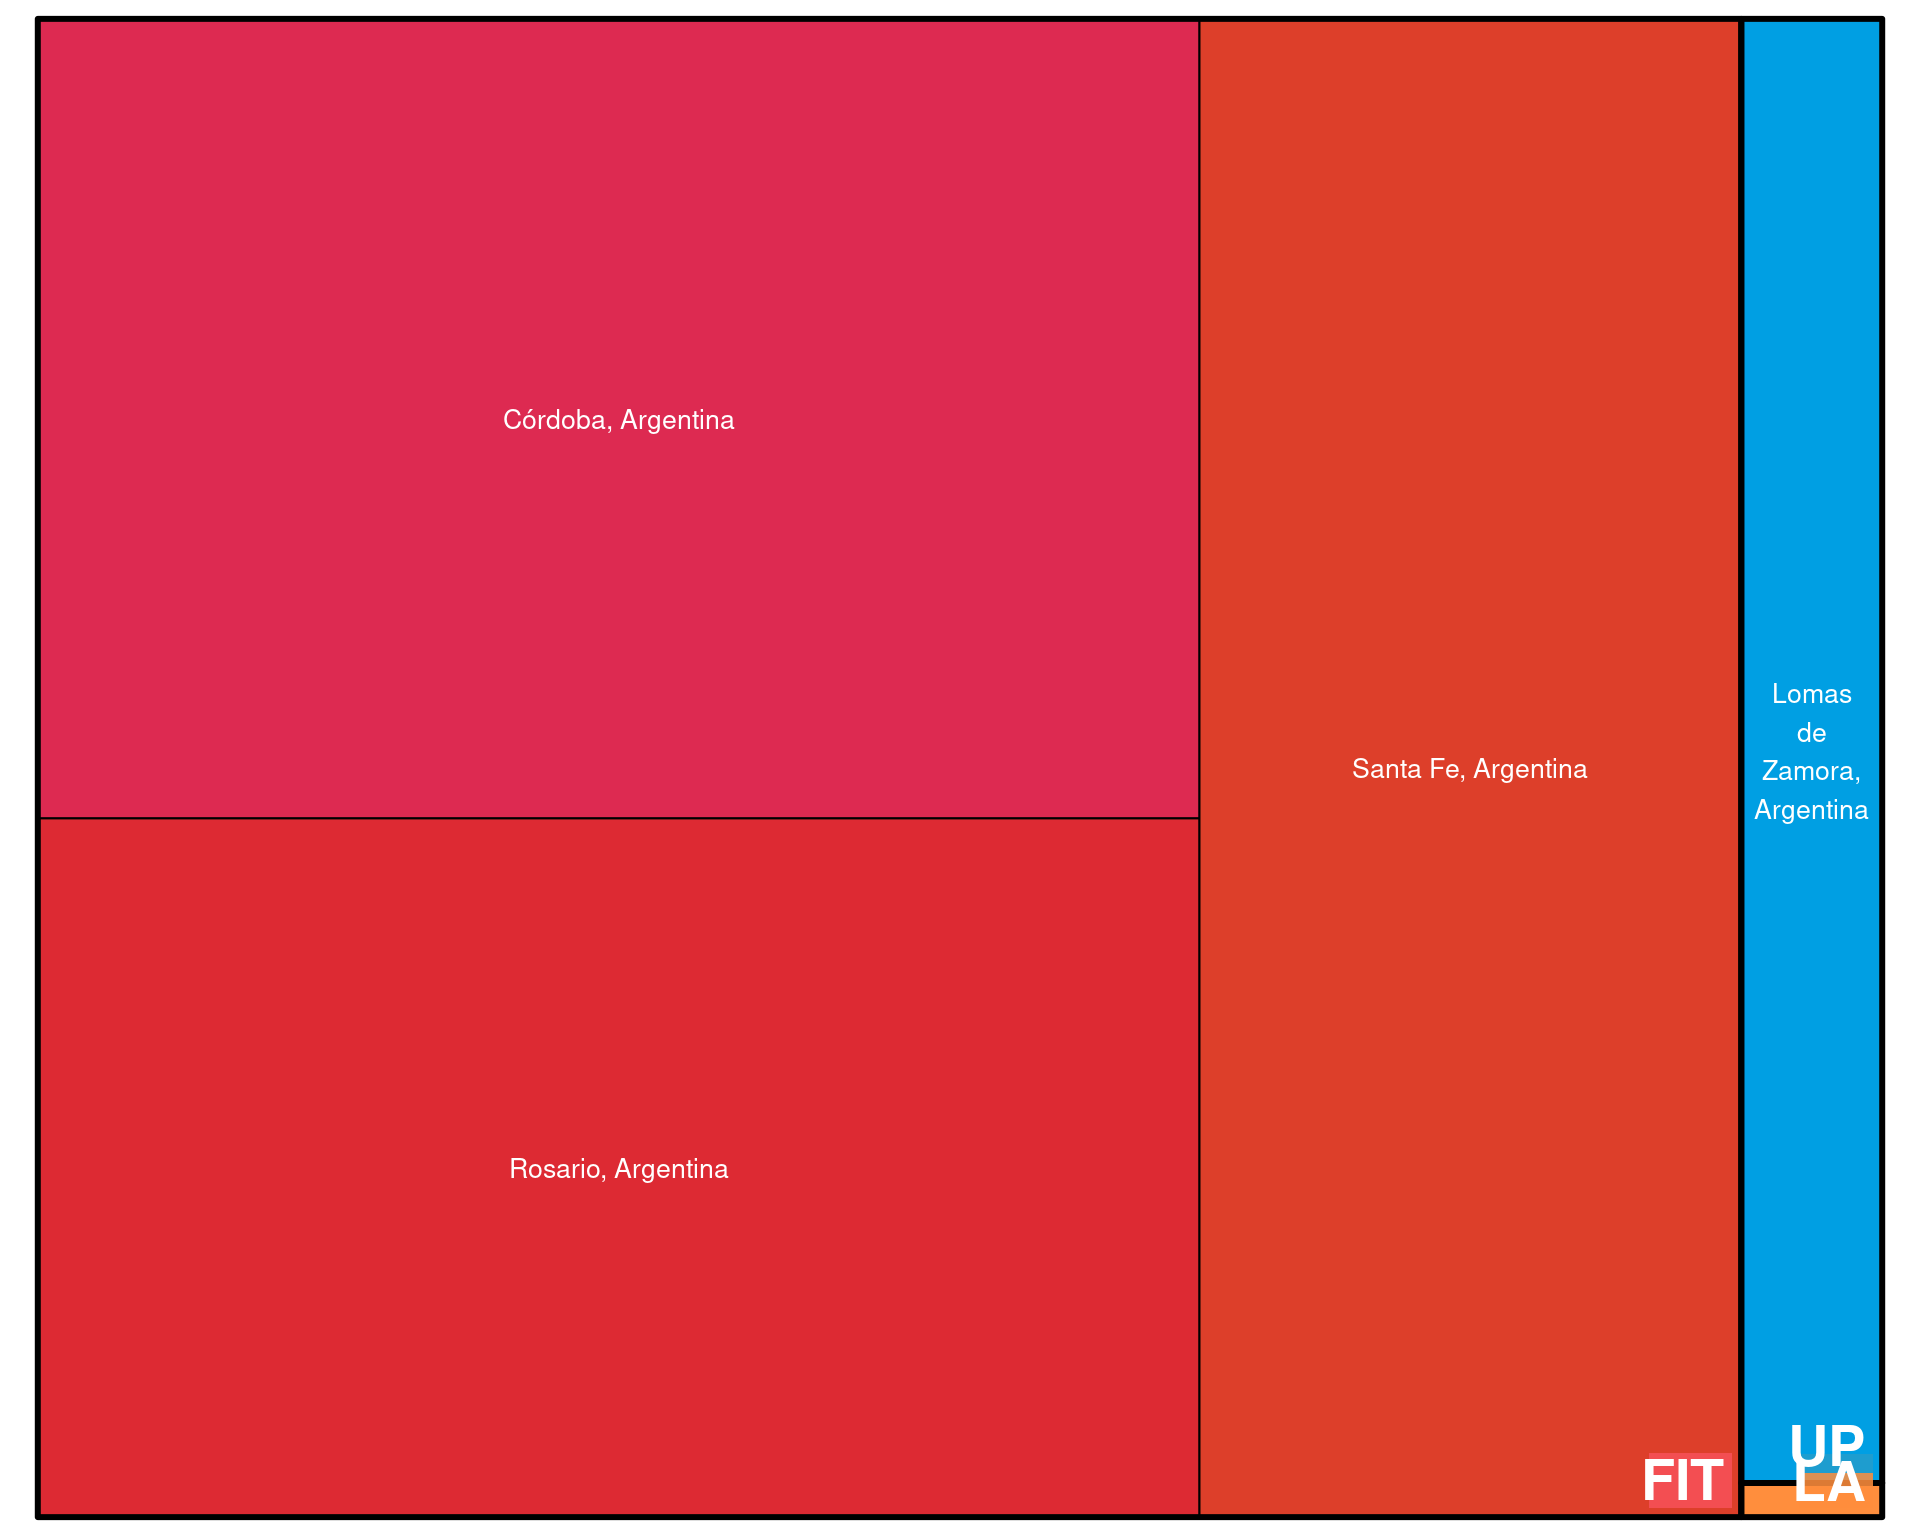 Córdoba, Argentina
Rosario, Argentina
Santa Fe, Argentina
FIT
Lomas
de
Zamora,
Argentina
UP
LA